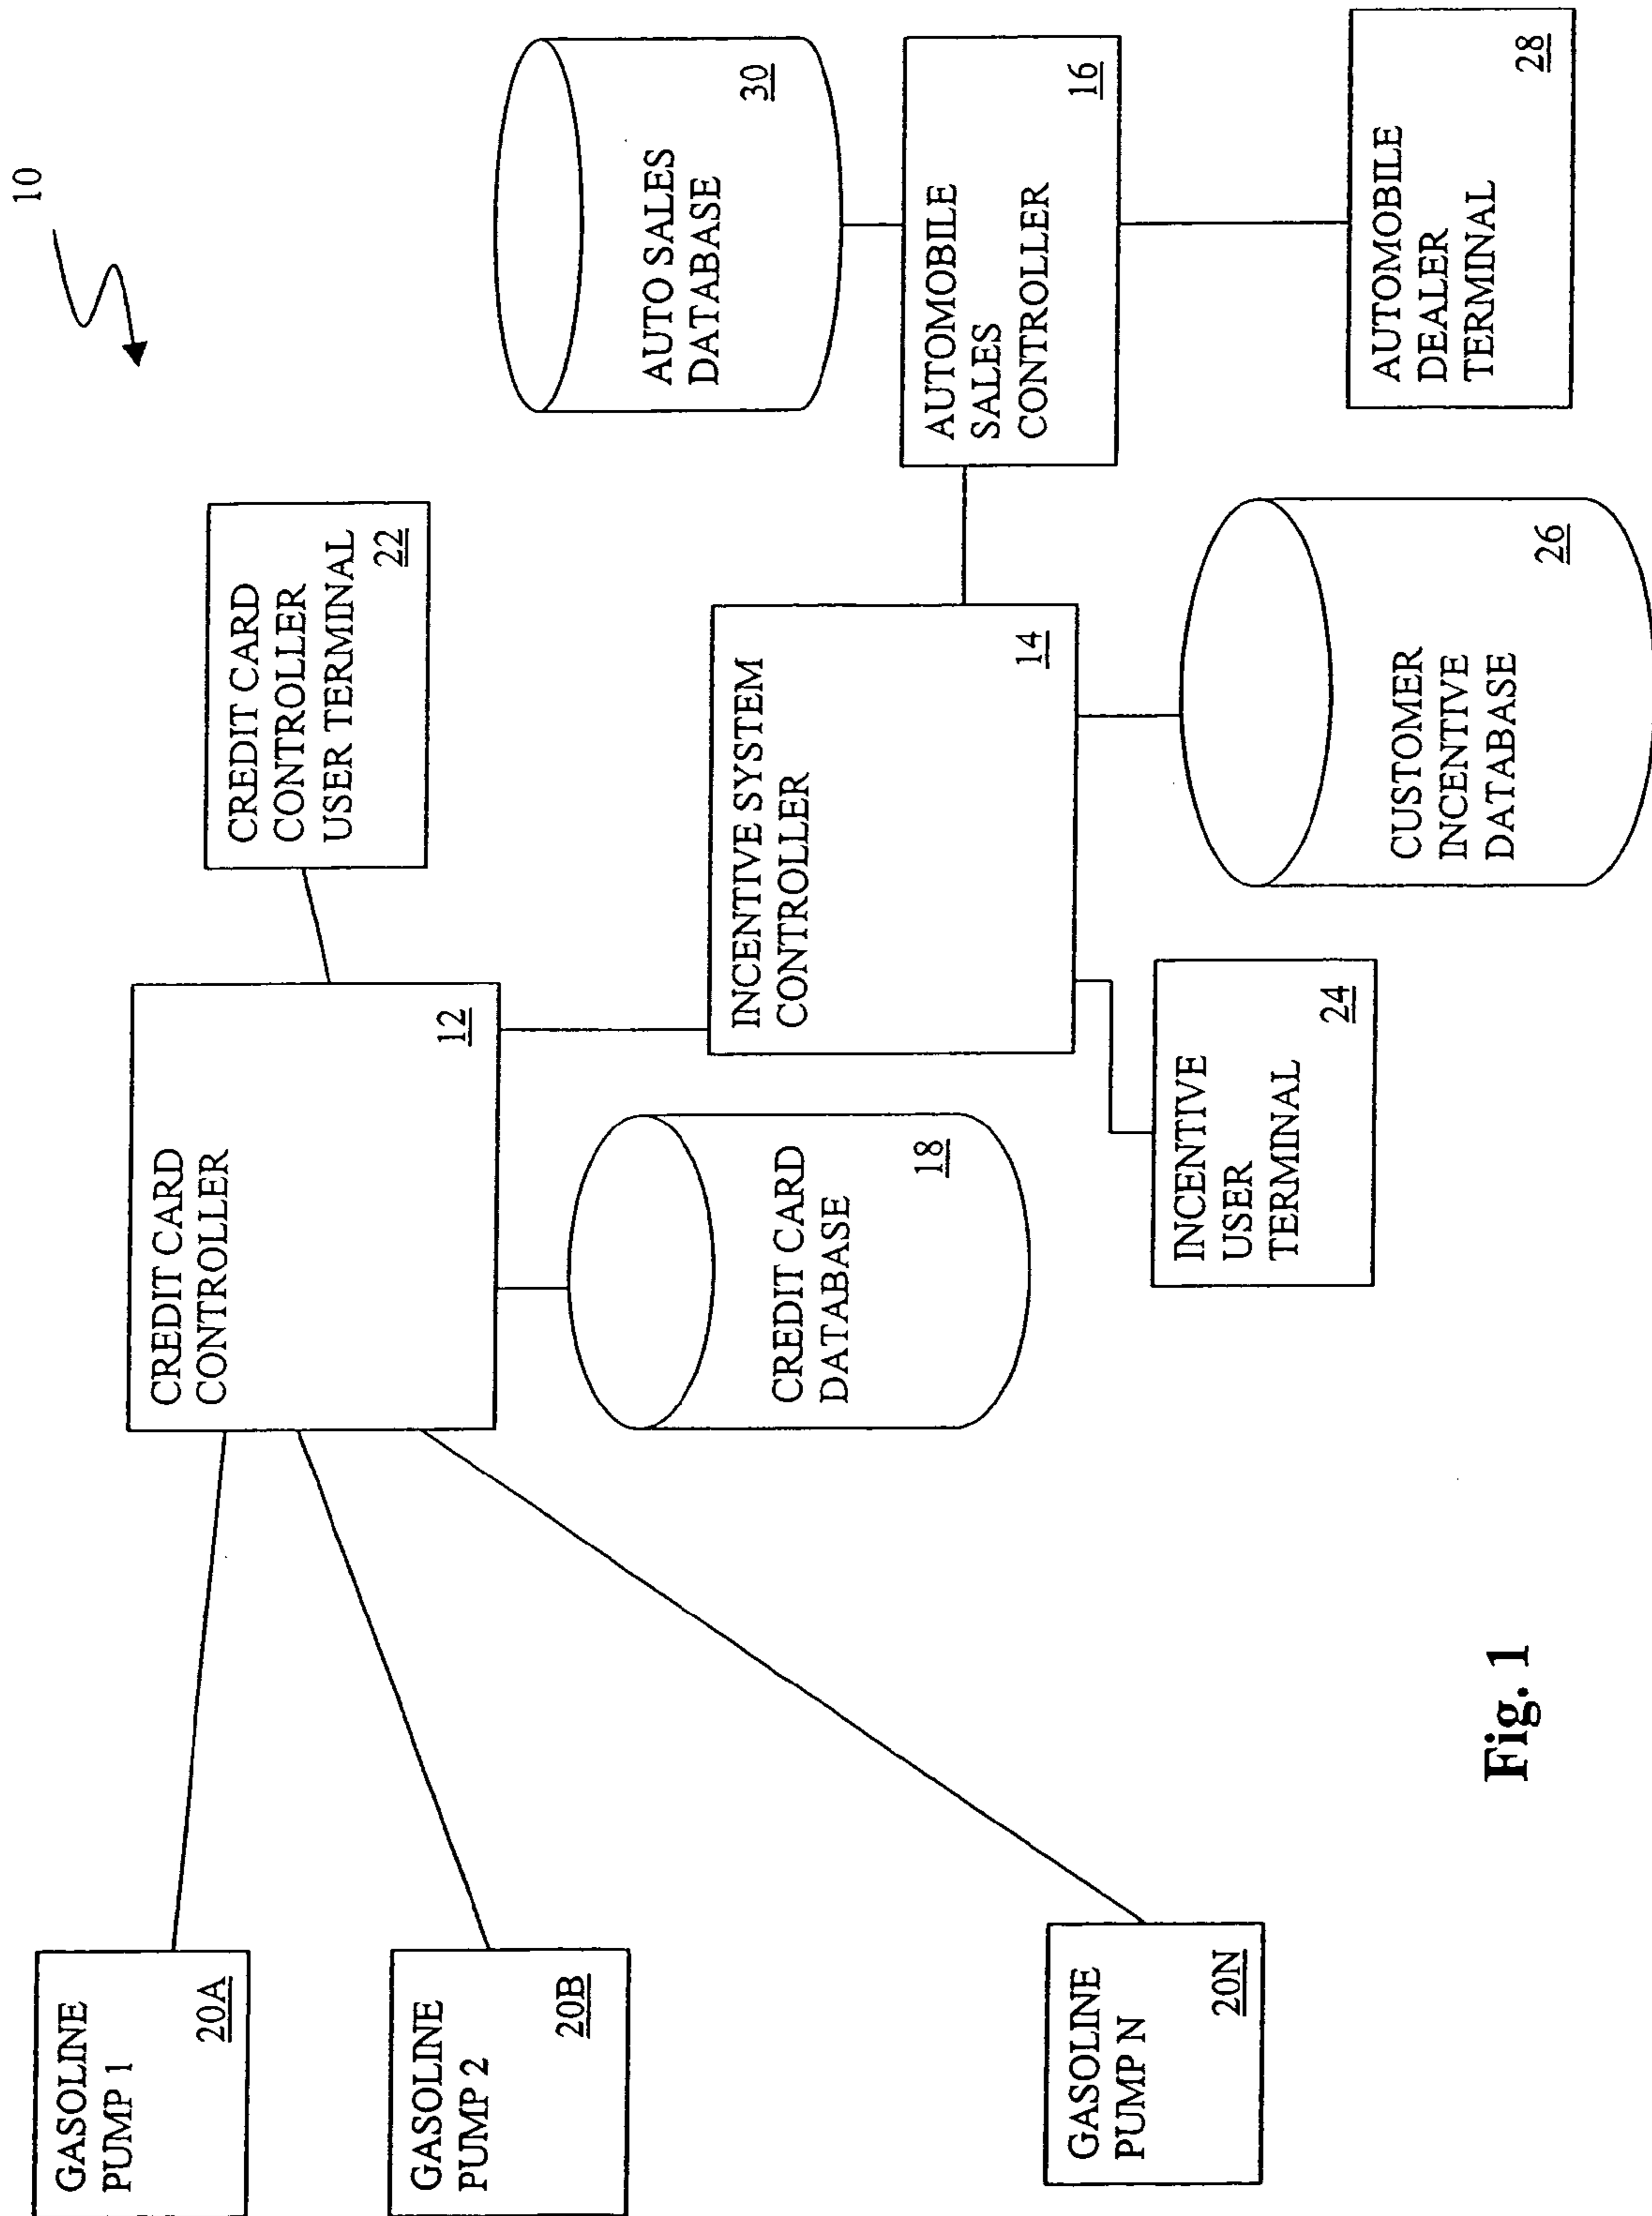 10
GASOLINE
PUMP 1
20A
GASOLINE
PUMP 2
20B
GASOLINE
PUMP N
20N
CREDIT CARD
CONTROLLER
12
CREDIT CARD
CONTROLLER
USER TERMINAL
22
CREDIT CARD
DATABASE
18
INCENTIVE SYSTEM
CONTROLLER
14
INCENTIVE
USER
TERMINAL
24
CUSTOMER
INCENTIVE
DATABASE
26
AUTO SALES
DATABASE
30
AUTOMOBILE
SALES
CONTROLLER
16
AUTOMOBILE
DEALER
TERMINAL
28
Fig. 1